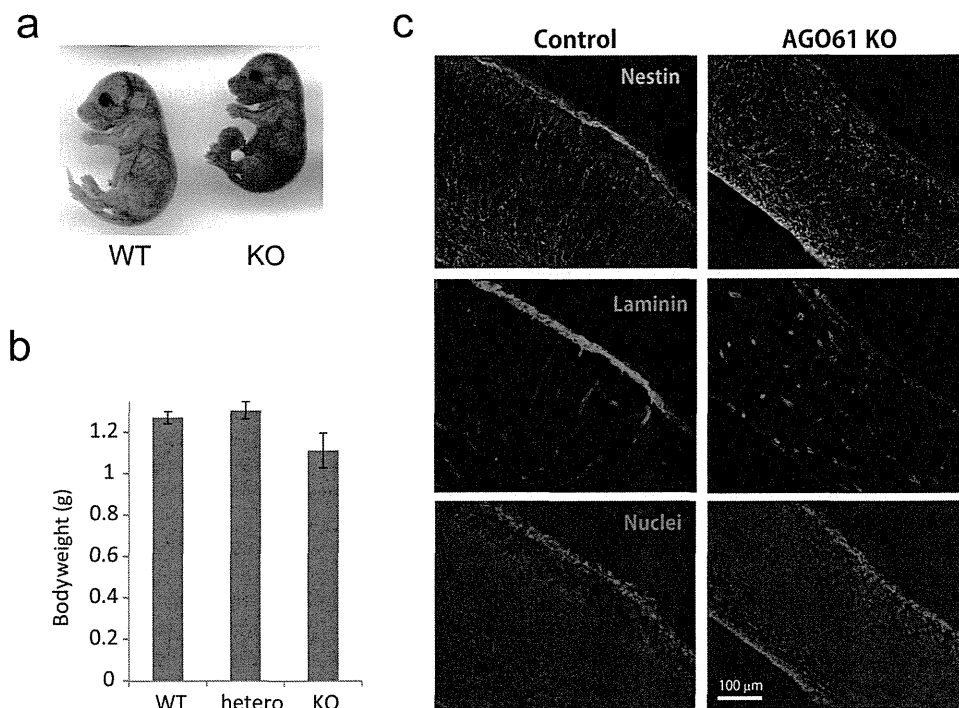 a
WT KO
b
Bodyweight (g)
1.2
1
0.8
0.6
0.4
0.2
0
WT hetero KO
c
Control AGO61 KO
Nestin
Laminin
Nuclei
100 μm